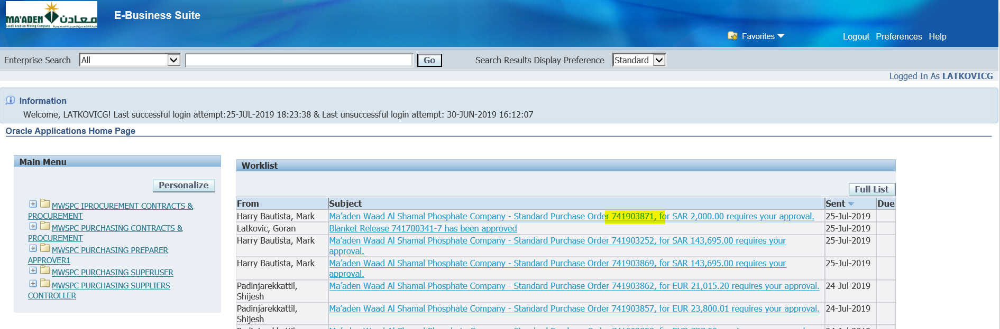 MA'ADEN معادن
Saudi Arabian Mining Company
E-Business Suite
Favorites
Logout Preferences Help
Enterprise Search All Go Search Results Display Preference Standard
Logged In As LATKOVICG
Information
Welcome, LATKOVICG! Last successful login attempt:25-JUL-2019 18:23:38 & Last unsuccessful login attempt: 30-JUN-2019 16:12:07
Oracle Applications Home Page
Main Menu
Personalize
MWSPC IPROCUREMENT CONTRACTS &
PROCUREMENT
MWSPC PURCHASING CONTRACTS &
PROCUREMENT
MWSPC PURCHASING PREPARER
APPROVER1
MWSPC PURCHASING SUPERUSER
MWSPC PURCHASING SUPPLIERS
CONTROLLER
Worklist
Full List
From Subject Sent Due
Harry Bautista, Mark Ma'aden Waad Al Shamal Phosphate Company - Standard Purchase Order 741903871, for SAR 2,000.00 requires your approval. 25-Jul-2019
Latkovic, Goran Blanket Release 741700341-7 has been approved 25-Jul-2019
Harry Bautista, Mark Ma'aden Waad Al Shamal Phosphate Company - Standard Purchase Order 741903252, for SAR 143,695.00 requires your 25-Jul-2019
approval.
Harry Bautista, Mark Ma'aden Waad Al Shamal Phosphate Company - Standard Purchase Order 741903869, for SAR 143,695.00 requires your 25-Jul-2019
approval.
Padinjarekkattil, Ma'aden Waad Al Shamal Phosphate Company - Standard Purchase Order 741903862, for EUR 21,015.20 requires your approval. 24-Jul-2019
Shijesh
Padinjarekkattil, Ma'aden Waad Al Shamal Phosphate Company - Standard Purchase Order 741903857, for EUR 23,800.01 requires your approval. 24-Jul-2019
Shijesh